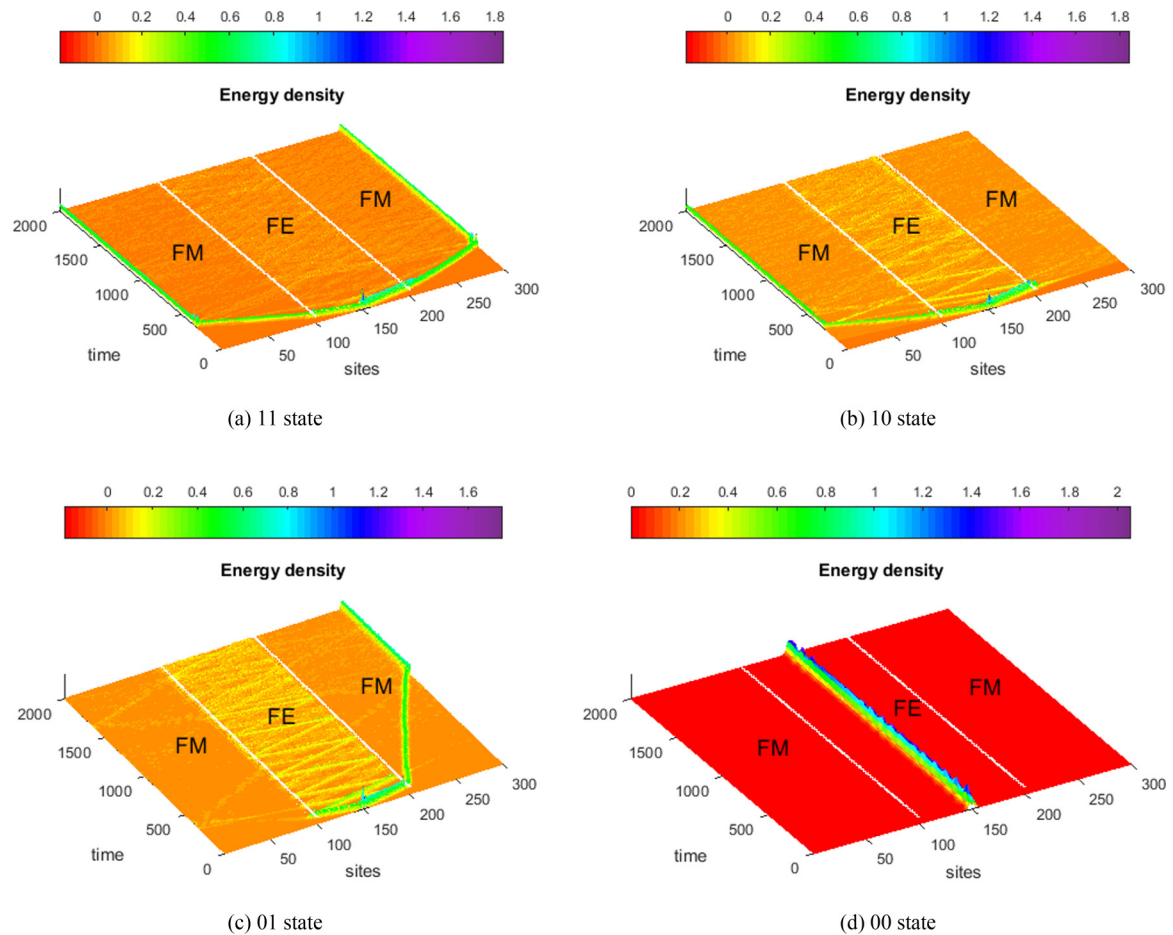 0 0.2 0.4 0.6 0.8 1 1.2 1.4 1.6 1.8
Energy density
FM
FE
FM
2000
1500
1000
500
0
time
50
100
150
200
250
300
sites
(a) 11 state
0 0.2 0.4 0.6 0.8 1 1.2 1.4 1.6 1.8
Energy density
FM
FE
FM
2000
1500
1000
500
0
time
50
100
150
200
250
300
sites
(b) 10 state
0 0.2 0.4 0.6 0.8 1 1.2 1.4 1.6
Energy density
FM
FE
FM
2000
1500
1000
500
0
time
50
100
150
200
250
300
sites
(c) 01 state
0 0.2 0.4 0.6 0.8 1 1.2 1.4 1.6 1.8 2
Energy density
FM
FE
FM
2000
1500
1000
500
0
time
50
100
150
200
250
300
sites
(d) 00 state